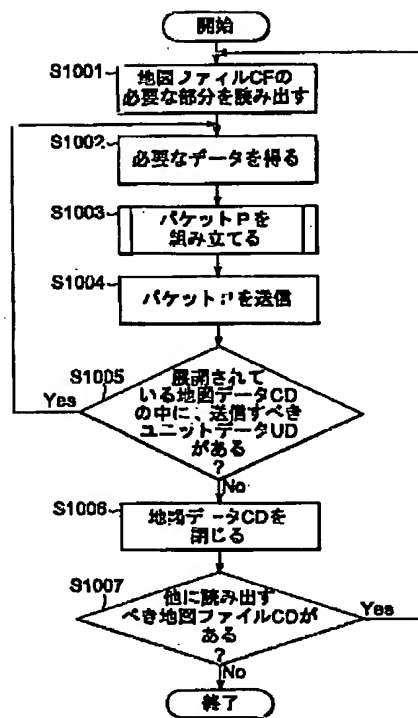 開始
S1001
地図ファイルCFの
必要な部分を読み出す
S1002
必要なデータを得る
S1003
パケットPを
組み立てる
S1004
パケットPを送信
S1005
展開されて
いる地図データCD
の中に、送信すべき
ユニットデータUD
がある
?
Yes
No
S1006
地図データCDを
閉じる
S1007
他に読み出す
べき地図ファイルCDが
ある
?
Yes
No
終了